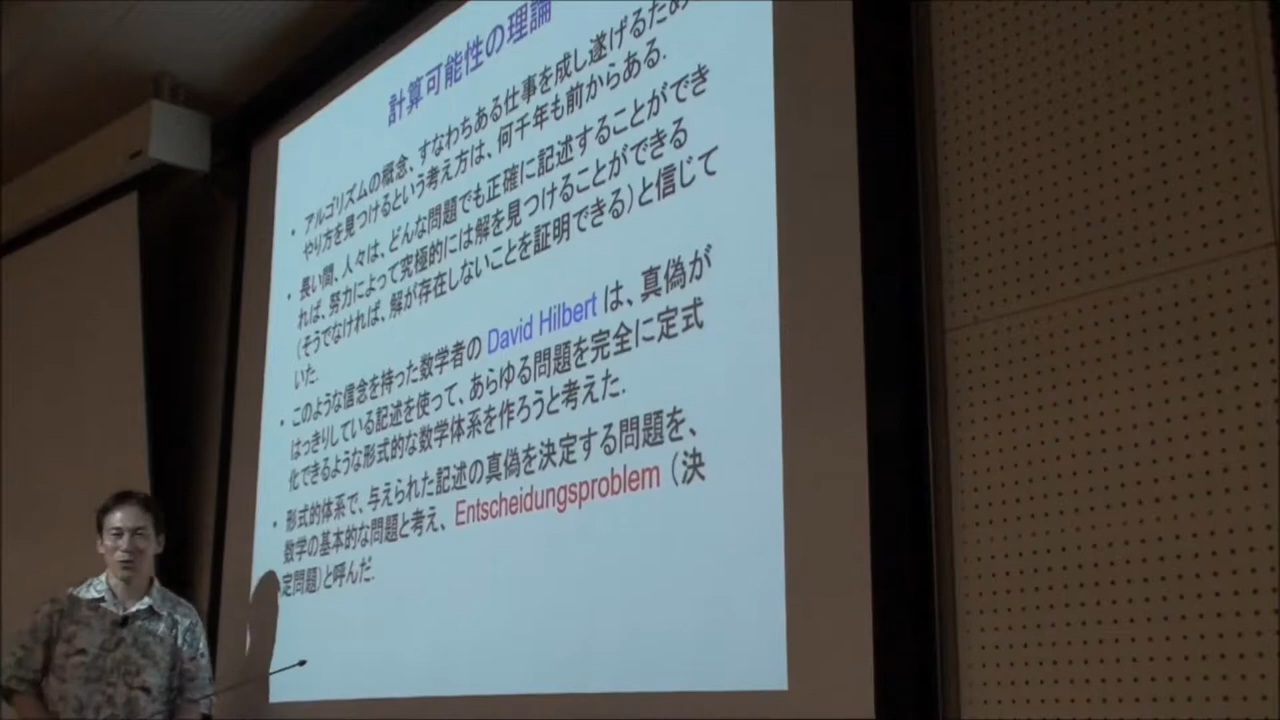 計算可能性の理論
・ アルゴリズムの概念、すなわちある仕事を成し遂げるため
やり方を見つけるという考え方は、何千年も前からある.
・ 長い間、人々は、どんな問題でも正確に記述することができ
れば、努力によって究極的には解を見つけることができる
(そうでなければ、解が存在しないことを証明できる)と信じて
いた.
・ このような信念を持った数学者の David Hilbert は、真偽が
はっきりしている記述を使って、あらゆる問題を完全に定式
化できるような形式的な数学体系を作ろうと考えた.
・ 形式的体系で、与えられた記述の真偽を決定する問題を、
数学の基本的な問題と考え、Entscheidungsproblem (決
定問題)と呼んだ.